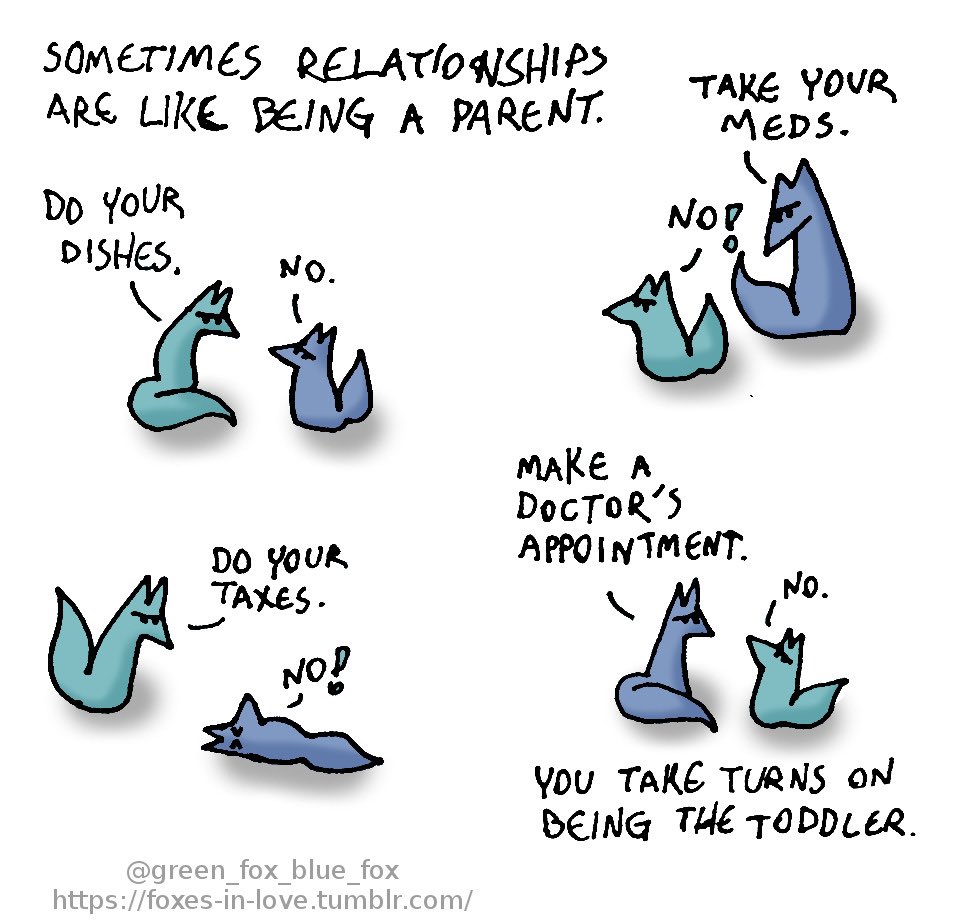 SOMETIMES RELATIONSHIPS
ARE LIKE BEING A PARENT.
DO YOUR
DISHES.
NO.
TAKE YOUR
MEDS.
NO!
DO YOUR
TAXES.
NO!
MAKE A
DOCTOR'S
APPOINTMENT.
NO.
YOU TAKE TURNS ON
BEING THE TODDLER.
@green_fox_blue_fox
https://foxes-in-love.tumblr.com/